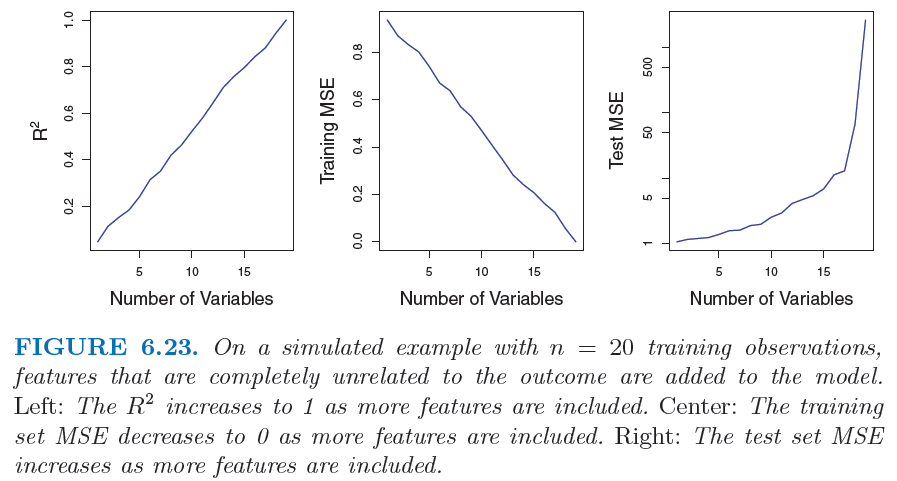 R²
0.2 0.4 0.6 0.8 1.0
5 10 15
Number of Variables
Training MSE
0.0 0.2 0.4 0.6 0.8
5 10 15
Number of Variables
Test MSE
1 5 50 500
5 10 15
Number of Variables
FIGURE 6.23. On a simulated example with n = 20 training observations,
features that are completely unrelated to the outcome are added to the model.
Left: The R² increases to 1 as more features are included. Center: The training
set MSE decreases to 0 as more features are included. Right: The test set MSE
increases as more features are included.